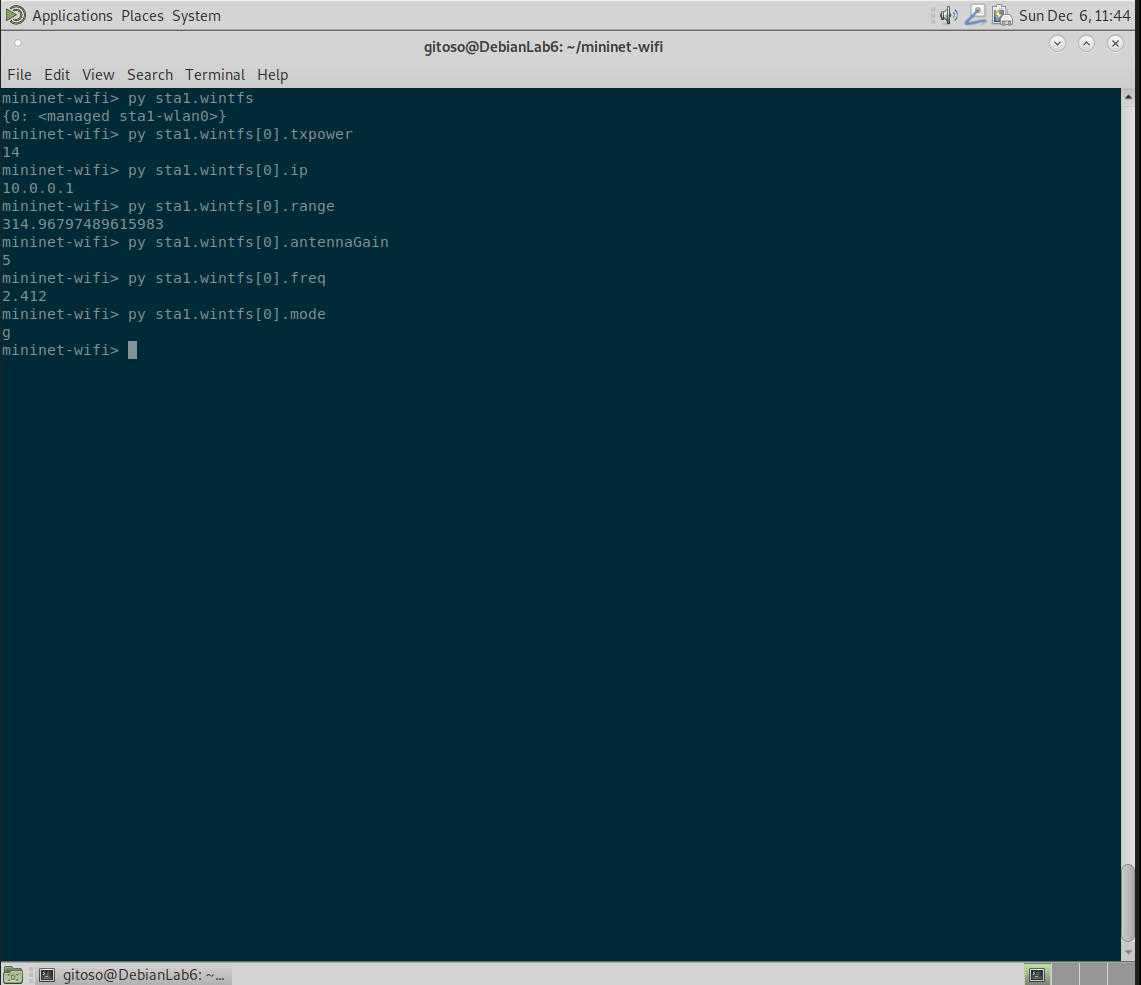 Applications Places System
Sun Dec 6, 11:44
gitoso@DebianLab6: ~/mininet-wifi
File Edit View Search Terminal Help
mininet-wifi> py sta1.wintfs
{0: <managed sta1-wlan0>}
mininet-wifi> py sta1.wintfs[0].txpower
14
mininet-wifi> py sta1.wintfs[0].ip
10.0.0.1
mininet-wifi> py sta1.wintfs[0].range
314.96797489615983
mininet-wifi> py sta1.wintfs[0].antennaGain
5
mininet-wifi> py sta1.wintfs[0].freq
2.412
mininet-wifi> py sta1.wintfs[0].mode
g
mininet-wifi>
gitoso@DebianLab6: ~...